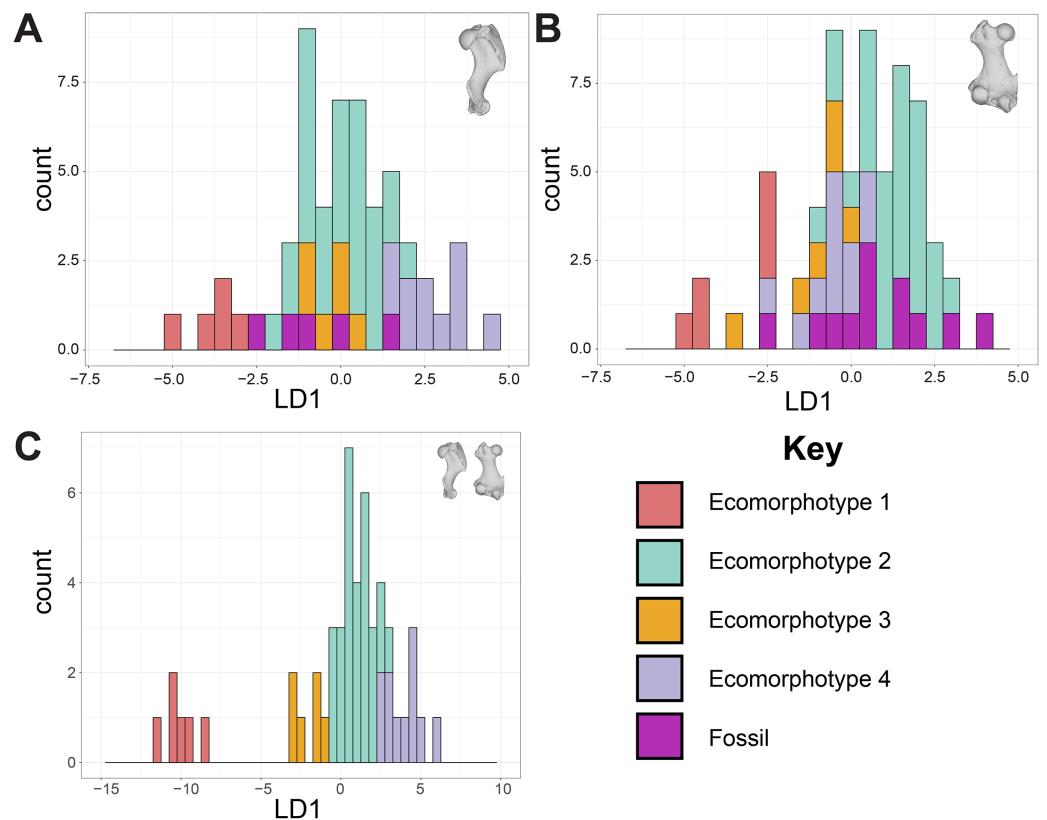 A
count
7.5
5.0
2.5
0.0
−7.5 −5.0 −2.5 0.0 2.5 5.0
LD1
B
count
7.5
5.0
2.5
0.0
−7.5 −5.0 −2.5 0.0 2.5 5.0
LD1
C
count
6
4
2
0
−15 −10 −5 0 5 10
LD1
Key
Ecomorphotype 1
Ecomorphotype 2
Ecomorphotype 3
Ecomorphotype 4
Fossil